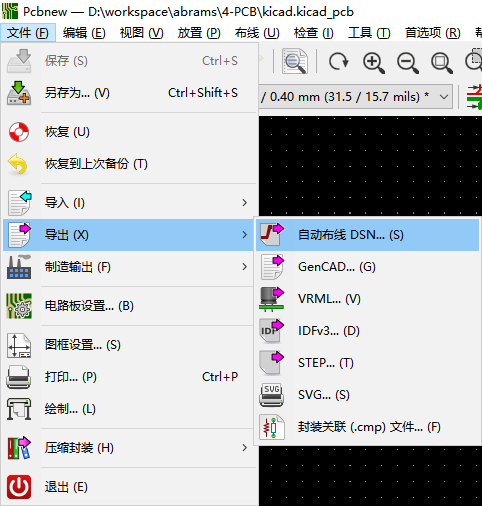 Pcbnew — D:\workspace\abrams\4-PCB\kicad.kicad_pcb
文件 (F) 编辑 (E) 视图 (V) 放置 (P) 布线 (U) 检查 (I) 工具 (T) 首选项 (R)
/ 0.40 mm (31.5 / 15.7 mils) *
保存 (S) Ctrl+S
另存为... (V) Ctrl+Shift+S
恢复 (U)
恢复到上次备份 (T)
导入 (I)
导出 (X)
制造输出 (F)
电路板设置... (B)
图框设置... (S)
打印... (P) Ctrl+P
绘制... (L)
压缩封装 (H)
退出 (E)
自动布线 DSN... (S)
GenCAD... (G)
VRML... (V)
IDF
IDFv3... (D)
STEP... (T)
SVG
SVG... (S)
封装关联 (.cmp) 文件... (F)